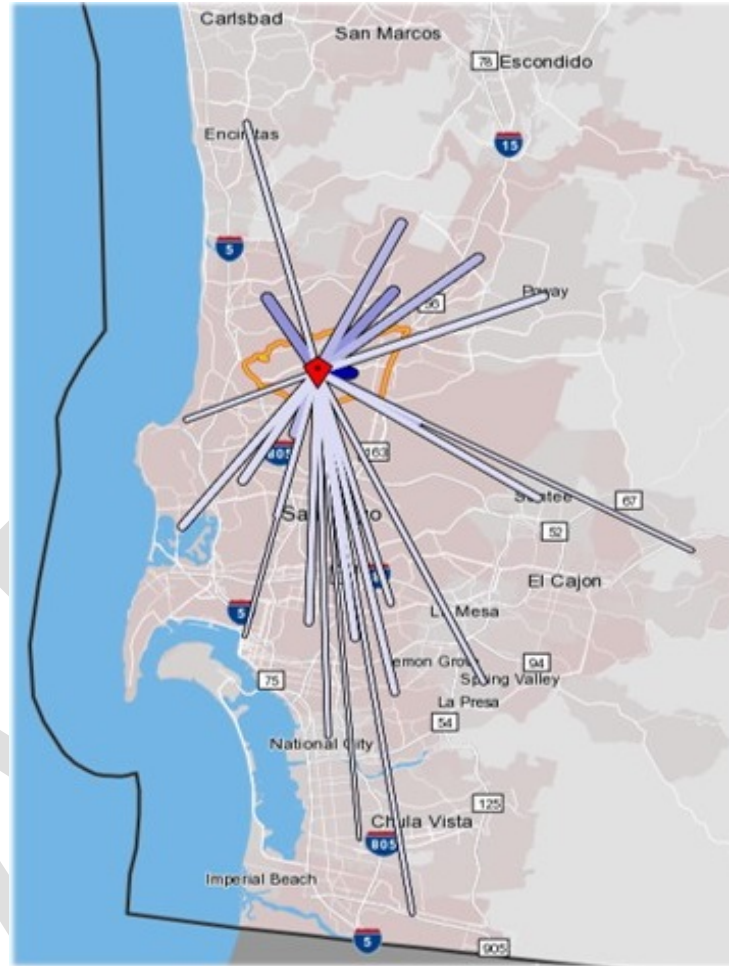 Carlsbad
San Marcos
78
Escondido
Encinitas
15
5
Poway
56
805
163
Santee
67
San Diego
52
El Cajon
5
La Mesa
Lemon Grove
94
75
Spring Valley
La Presa
54
National City
125
Chula Vista
805
Imperial Beach
5
905